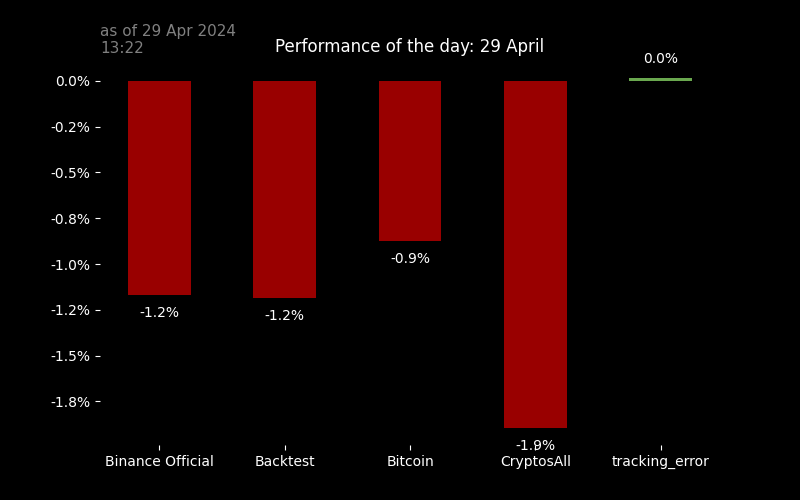 as of 29 Apr 2024
13:22
Performance of the day: 29 April
0.0%
0.0%
-0.2%
-0.5%
-0.8%
-1.0%
-1.2%
-1.5%
-1.8%
-1.2%
-1.2%
-0.9%
-1.9%
Binance Official
Backtest
Bitcoin
CryptosAll
tracking_error